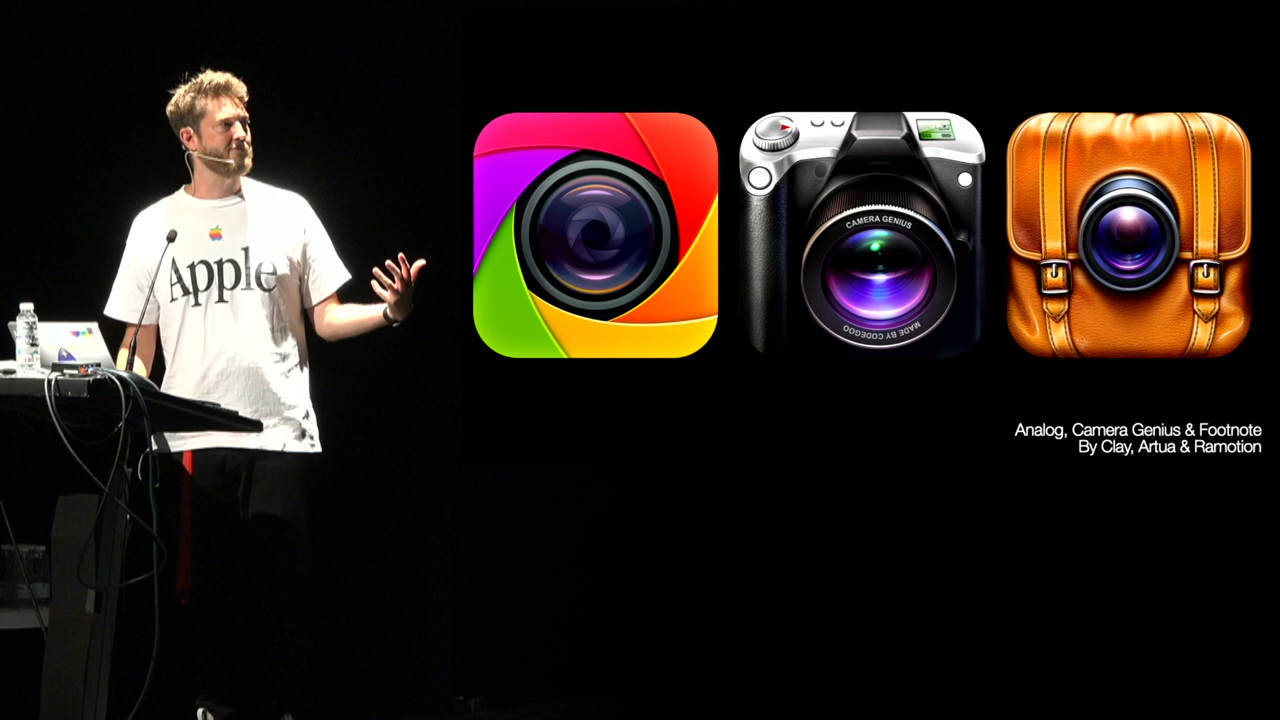 Apple
CAMERA GENIUS
MADE BY CODEGOO
Analog, Camera Genius & Footnote
By Clay, Artua & Ramotion